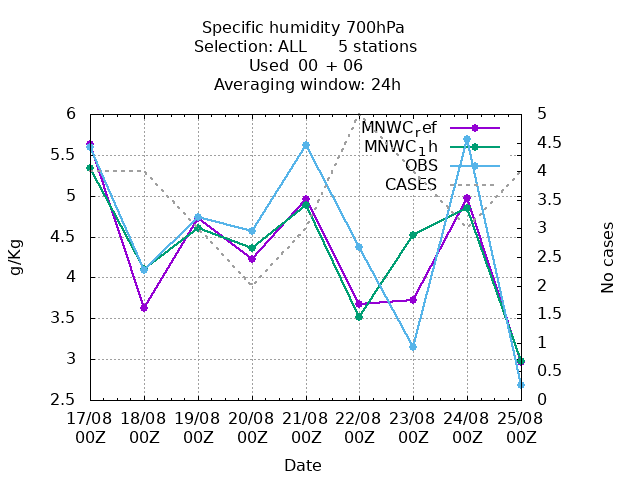 Specific humidity 700hPa
Selection: ALL 5 stations
Used 00 + 06
Averaging window: 24h
6
5.5
5
4.5
4
3.5
3
2.5
g/Kg
MNWC_ref
MNWC_1h
OBS
CASES
5
4.5
4
3.5
3
2.5
2
1.5
1
0.5
0
No cases
17/08 18/08 19/08 20/08 21/08 22/08 23/08 24/08 25/08
00Z 00Z 00Z 00Z 00Z 00Z 00Z 00Z 00Z
Date